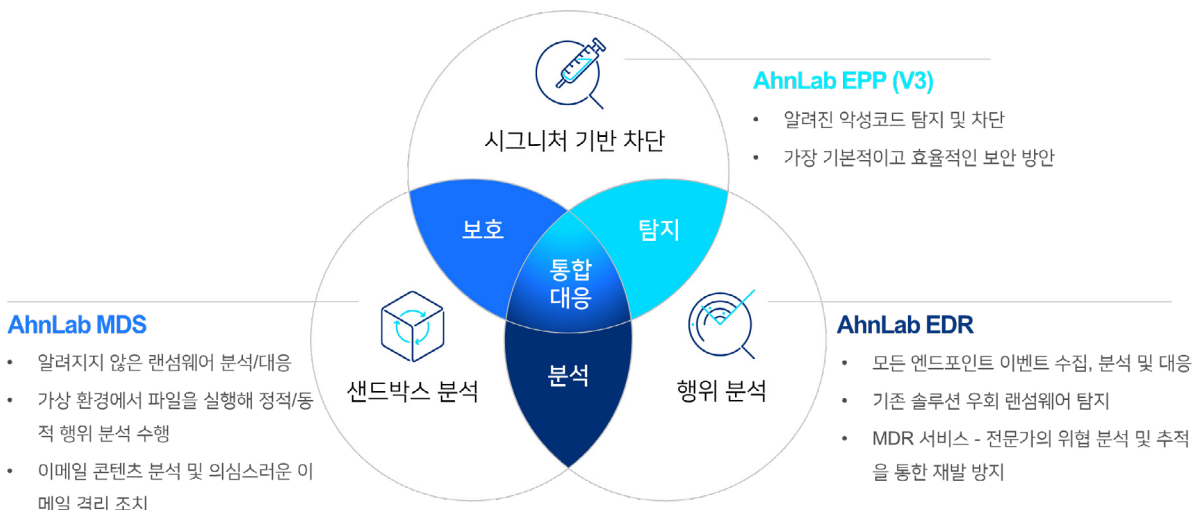 시그니처 기반 차단
AhnLab EPP (V3)
• 알려진 악성코드 탐지 및 차단
• 가장 기본적이고 효율적인 보안 방안
보호
탐지
통합
대응
분석
AhnLab MDS
• 알려지지 않은 랜섬웨어 분석/대응
• 가상 환경에서 파일을 실행해 정적/동
적 행위 분석 수행
• 이메일 콘텐츠 분석 및 의심스러운 이
메일 격리 조치
샌드박스 분석
행위 분석
AhnLab EDR
• 모든 엔드포인트 이벤트 수집, 분석 및 대응
• 기존 솔루션 우회 랜섬웨어 탐지
• MDR 서비스 - 전문가의 위협 분석 및 추적
을 통한 재발 방지